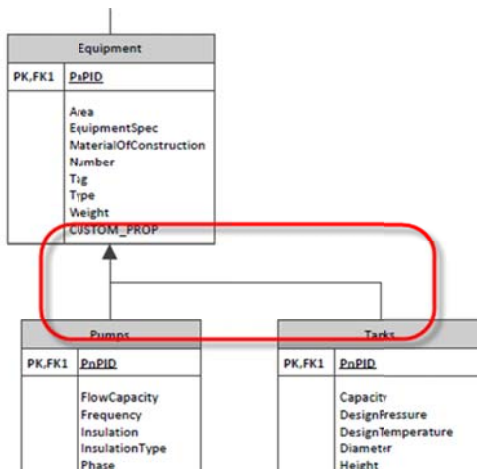 Equipment
PK,FK1 PnPID
Area
EquipmentSpec
MaterialOfConstruction
Number
Tag
Type
Weight
CUSTOM_PROP
Pumps
PK,FK1 PnPID
FlowCapacity
Frequency
Insulation
InsulationType
Phase
Tanks
PK,FK1 PnPID
Capacity
DesignPressure
DesignTemperature
Diameter
Height